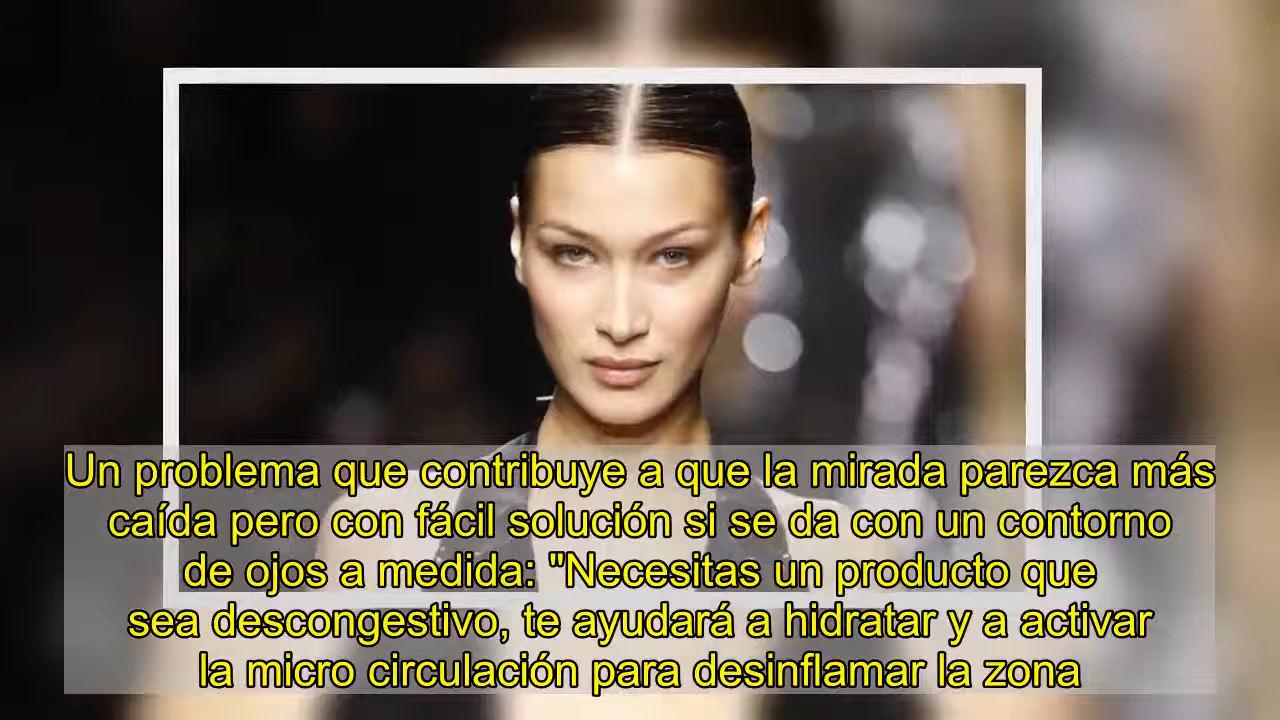 Un problema que contribuye a que la mirada parezca más
caída pero con fácil solución si se da con un contorno
de ojos a medida: "Necesitas un producto que
sea descongestivo, te ayudará a hidratar y a activar
la micro circulación para desinflamar la zona